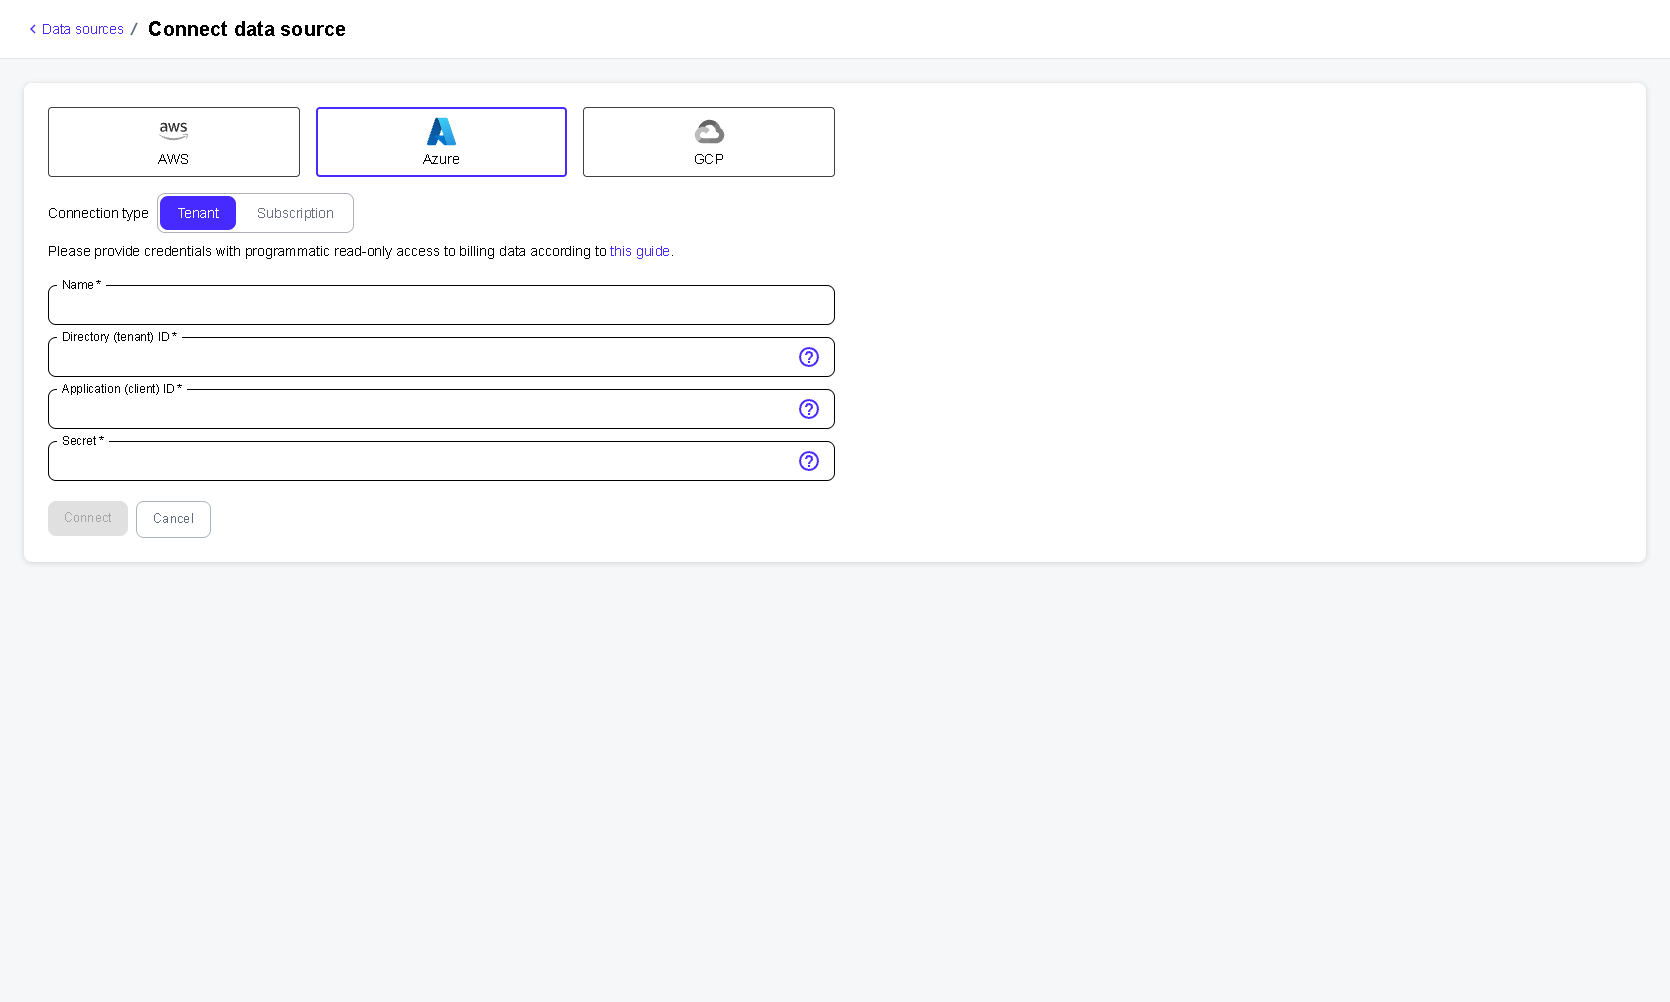 Data sources / Connect data source
aws
AWS
Azure
GCP
Connection type Tenant Subscription
Please provide credentials with programmatic read-only access to billing data according to this guide.
Name *
Directory (tenant) ID *
?
Application (client) ID *
?
Secret *
?
Connect Cancel